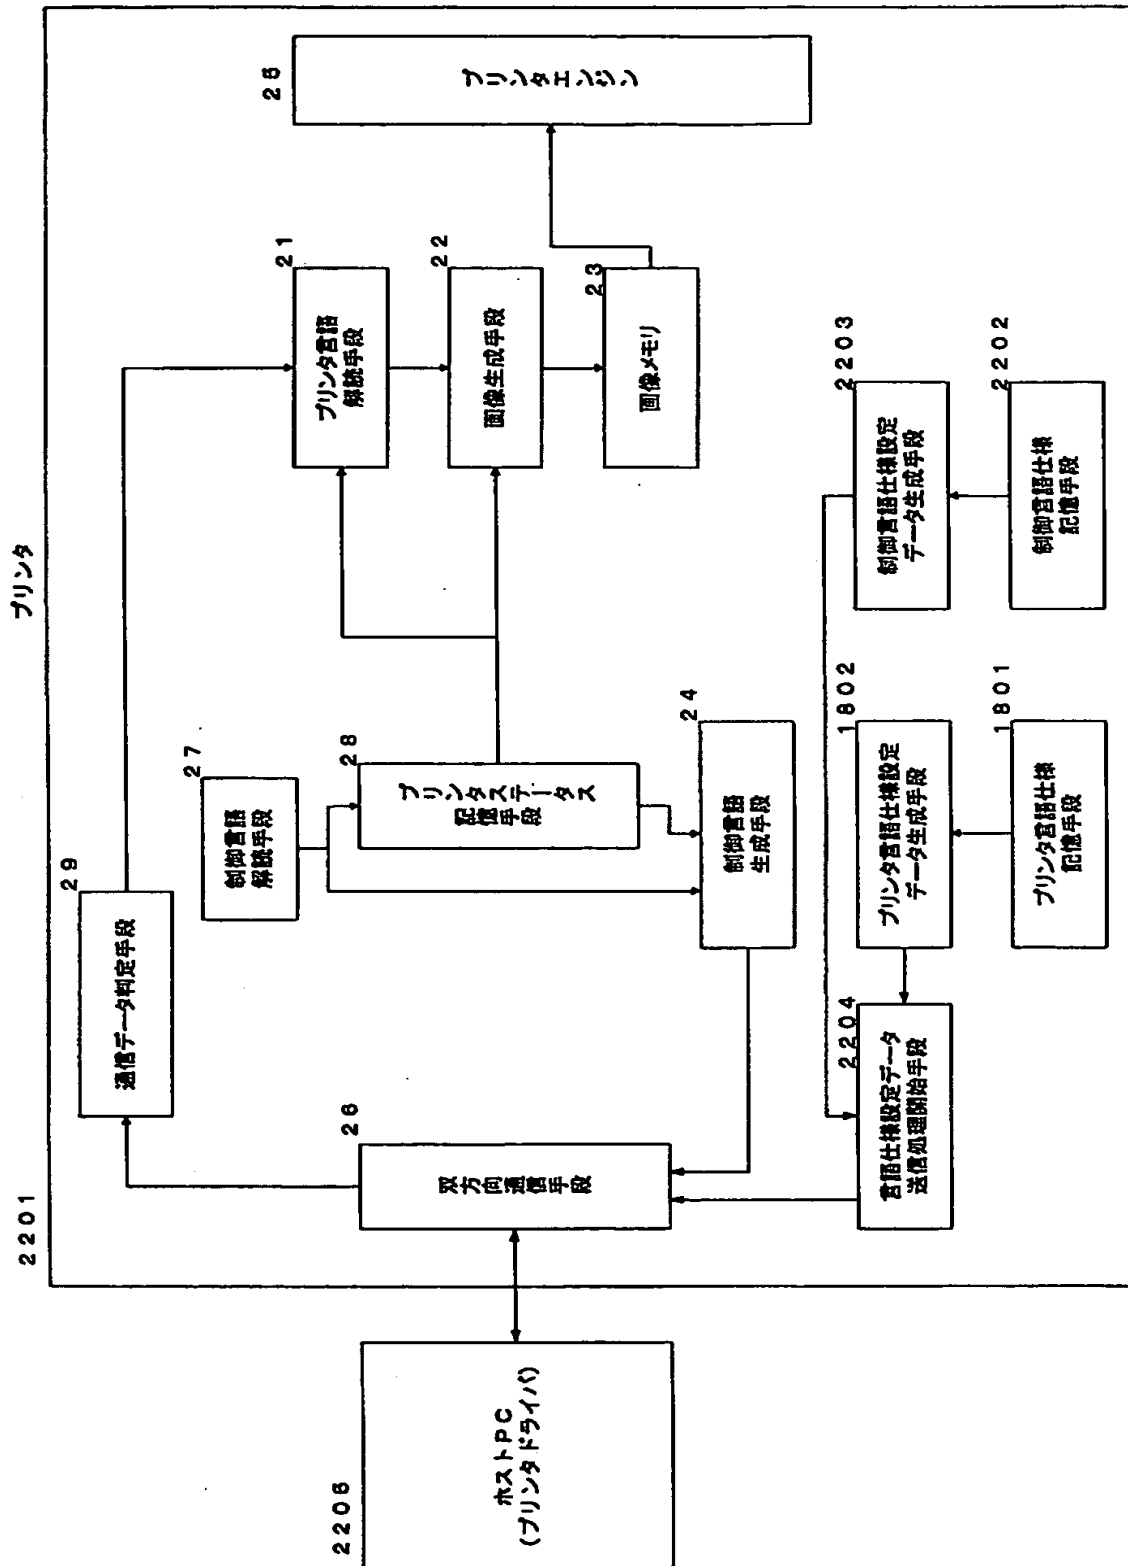 2206
ホストPC
(プリンタドライバ)
2201
プリンタ
通信データ判定手段
29
制御言語
解読手段
27
双方向通信手段
26
プリンタステータス
記憶手段
28
プリンタ言語
解読手段
21
画像生成手段
22
画像メモリ
23
プリンタエンジン
25
制御言語
生成手段
24
言語仕様設定データ
送信処理開始手段
2204
プリンタ言語仕様設定
データ生成手段
1802
制御言語仕様設定
データ生成手段
2203
プリンタ言語仕様
記憶手段
1801
制御言語仕様
記憶手段
2202